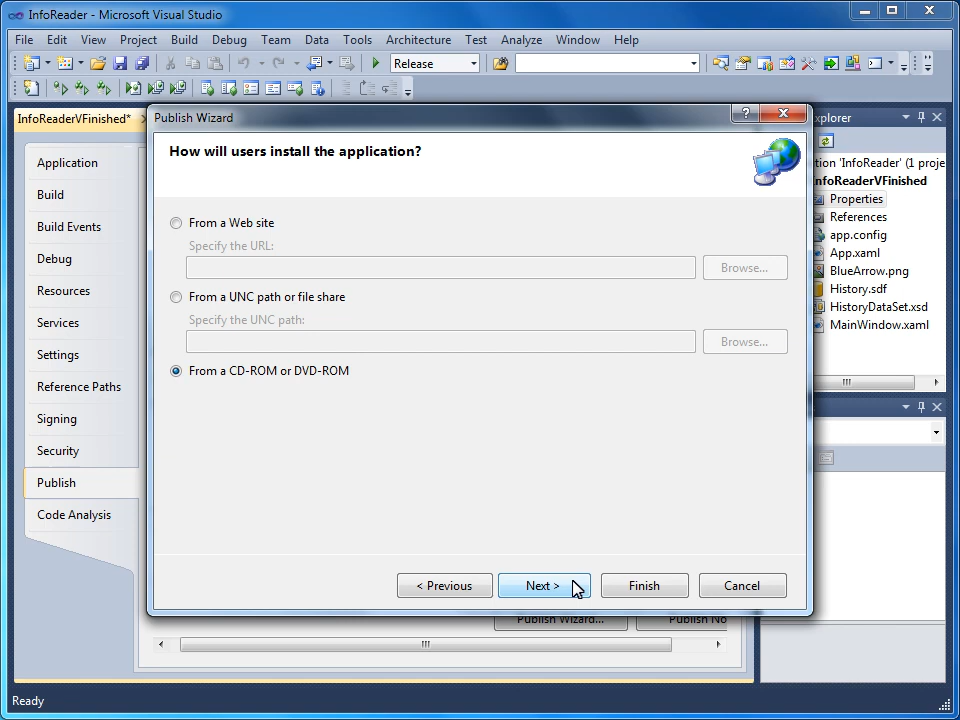 InfoReader - Microsoft Visual Studio
File Edit View Project Build Debug Team Data Tools Architecture Test Analyze Window Help
Release
InfoReaderVFinished*
Publish Wizard
How will users install the application?
From a Web site
Specify the URL:
Browse...
From a UNC path or file share
Specify the UNC path:
Browse...
From a CD-ROM or DVD-ROM
< Previous Next > Finish Cancel
Application
Build
Build Events
Debug
Resources
Services
Settings
Reference Paths
Signing
Security
Publish
Code Analysis
Publish Wizard... Publish No
xplorer
tion 'InfoReader' (1 proje
nfoReaderVFinished
Properties
References
app.config
App.xaml
BlueArrow.png
History.sdf
HistoryDataSet.xsd
MainWindow.xaml
Ready